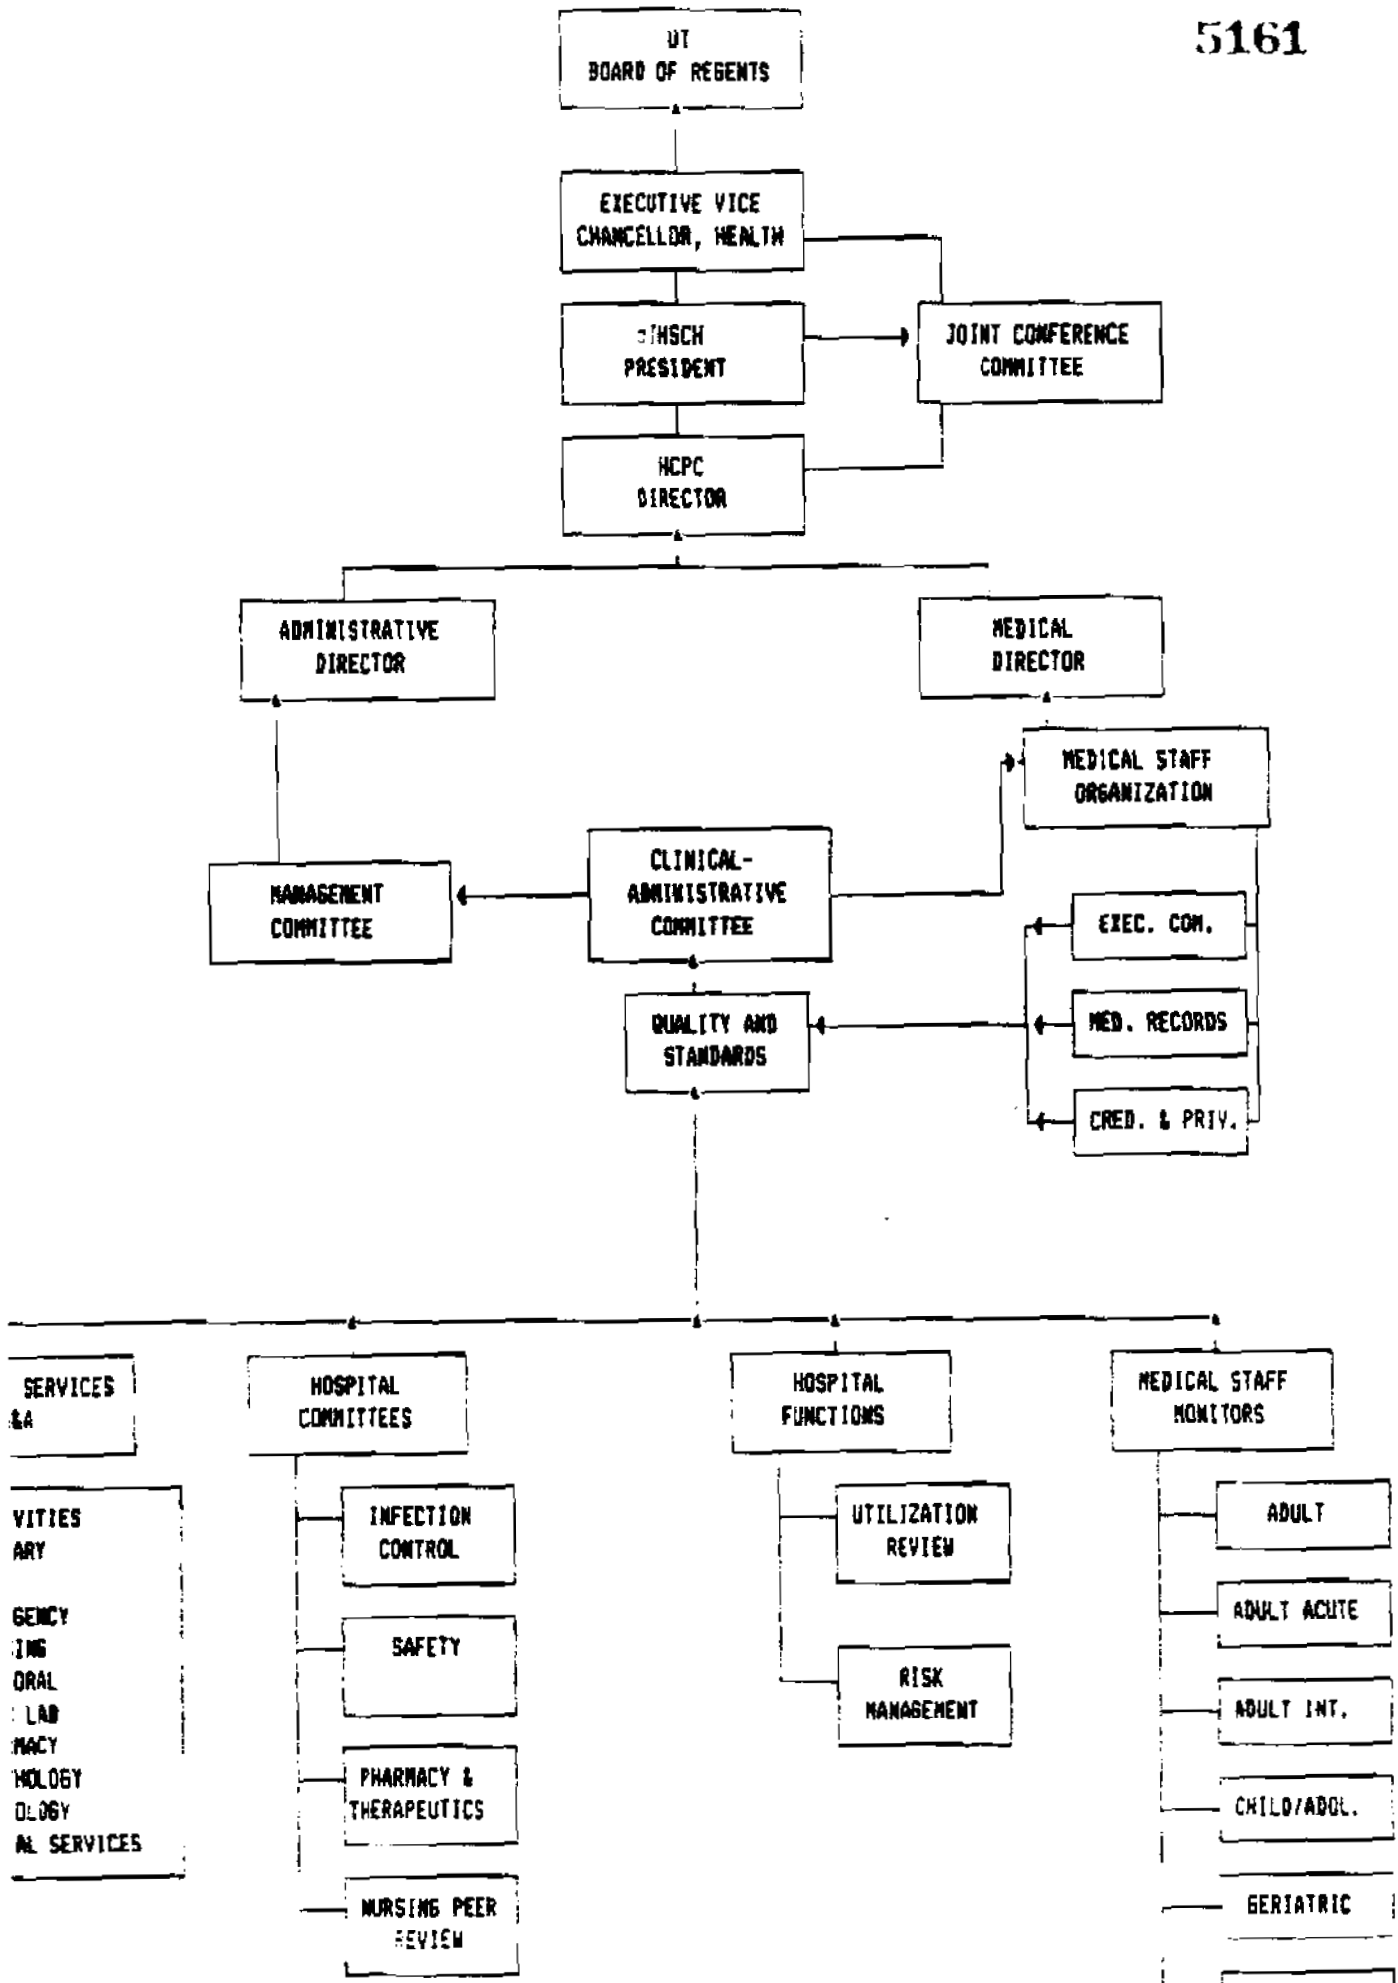 5161
UT
BOARD OF REGENTS
EXECUTIVE VICE
CHANCELLOR, HEALTH
PRESIDENT
JOINT CONFERENCE
COMMITTEE
HCPC
DIRECTOR
ADMINISTRATIVE
DIRECTOR
MEDICAL
DIRECTOR
MEDICAL STAFF
ORGANIZATION
MANAGEMENT
COMMITTEE
CLINICAL-
ADMINISTRATIVE
COMMITTEE
EXEC. COM.
QUALITY AND
STANDARDS
MED. RECORDS
CRED. & PRIV.
SERVICES
&A
HOSPITAL
COMMITTEES
HOSPITAL
FUNCTIONS
MEDICAL STAFF
MONITORS
VITIES
ARY
GENCY
ING
ORAL
LAB
MACY
HOLOGY
OLOGY
AL SERVICES
INFECTION
CONTROL
SAFETY
PHARMACY &
THERAPEUTICS
NURSING PEER
REVIEW
UTILIZATION
REVIEW
RISK
MANAGEMENT
ADULT
ADULT ACUTE
ADULT INT.
CHILD/ADOL.
GERIATRIC